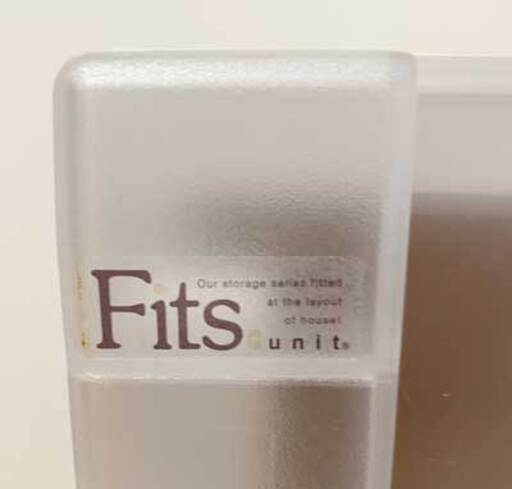 Fits
Our storage series fitted
at the layout
of house!
unit®